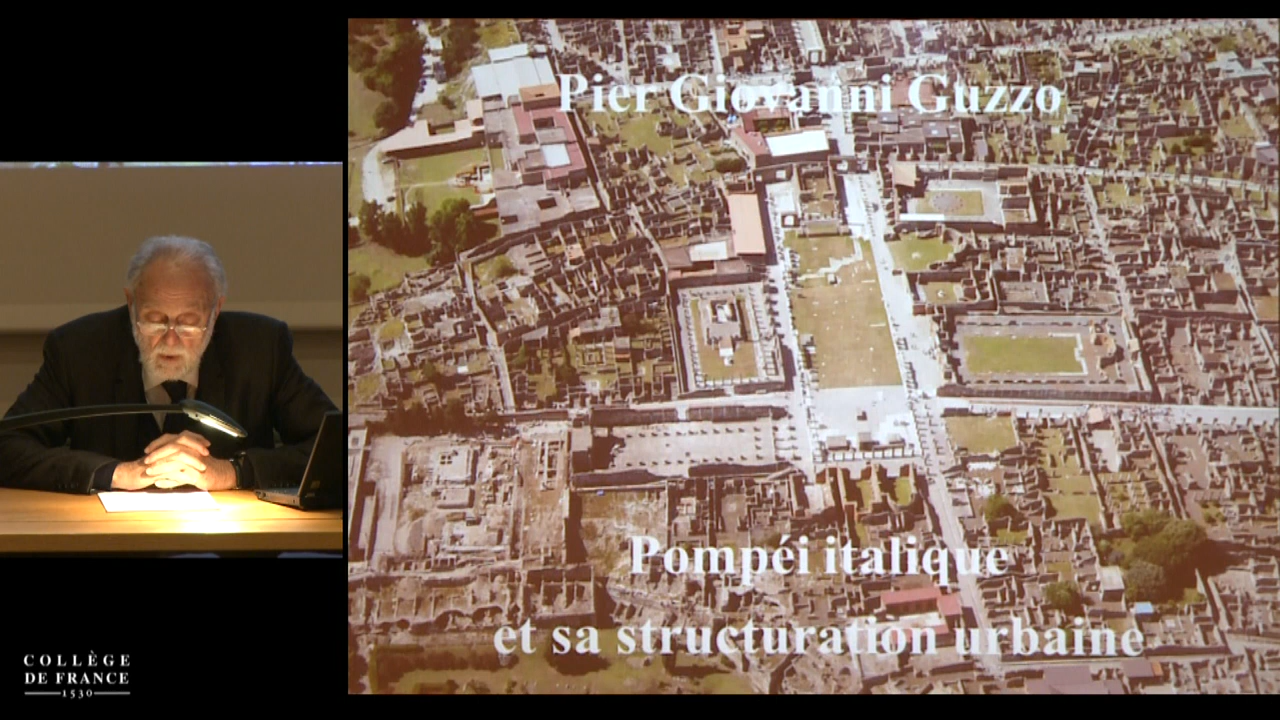 Pier Giovanni Guzzo
Pompéi italique
et sa structuration urbaine
COLLÈGE
DE FRANCE
1530